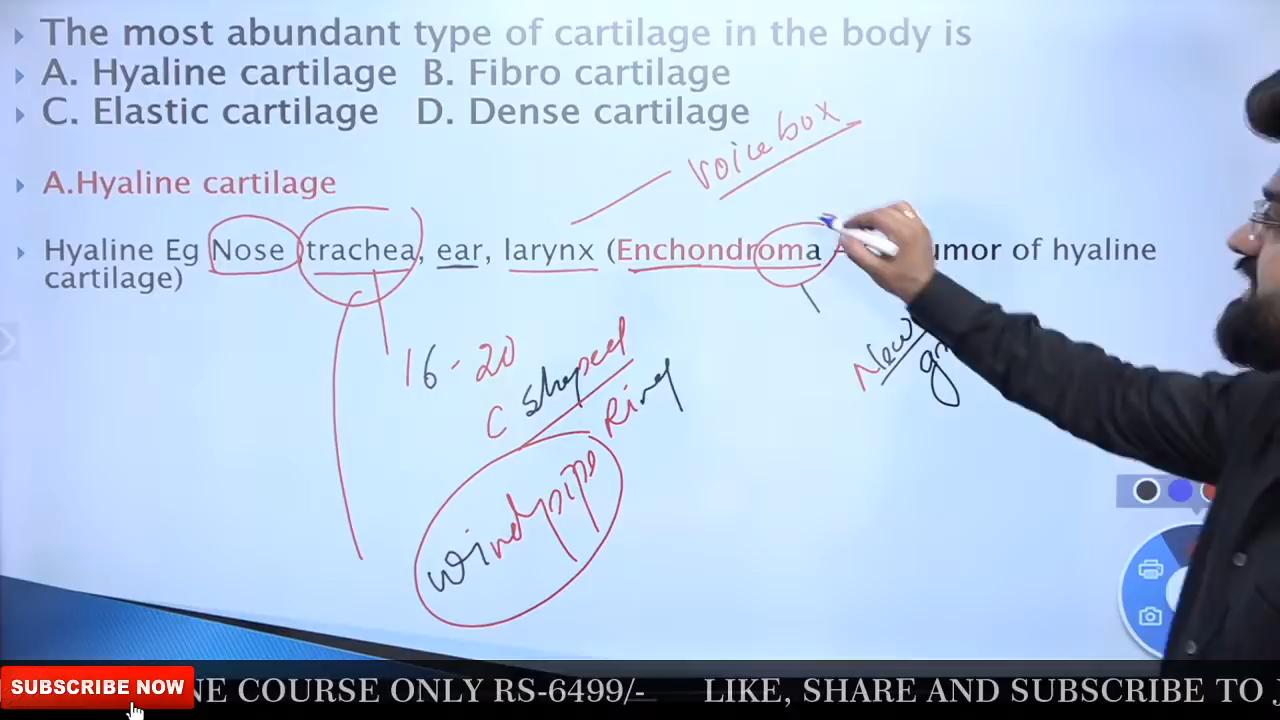 The most abundant type of cartilage in the body is
A. Hyaline cartilage B. Fibro cartilage
C. Elastic cartilage D. Dense cartilage
voice box
A.Hyaline cartilage
Hyaline Eg Nose trachea, ear, larynx (Enchondroma umor of hyaline
cartilage)
16-20
C shaped
Ring
New
windpipe
SUBSCRIBE NOW
NE COURSE ONLY RS-6499/- LIKE, SHARE AND SUBSCRIBE TO J